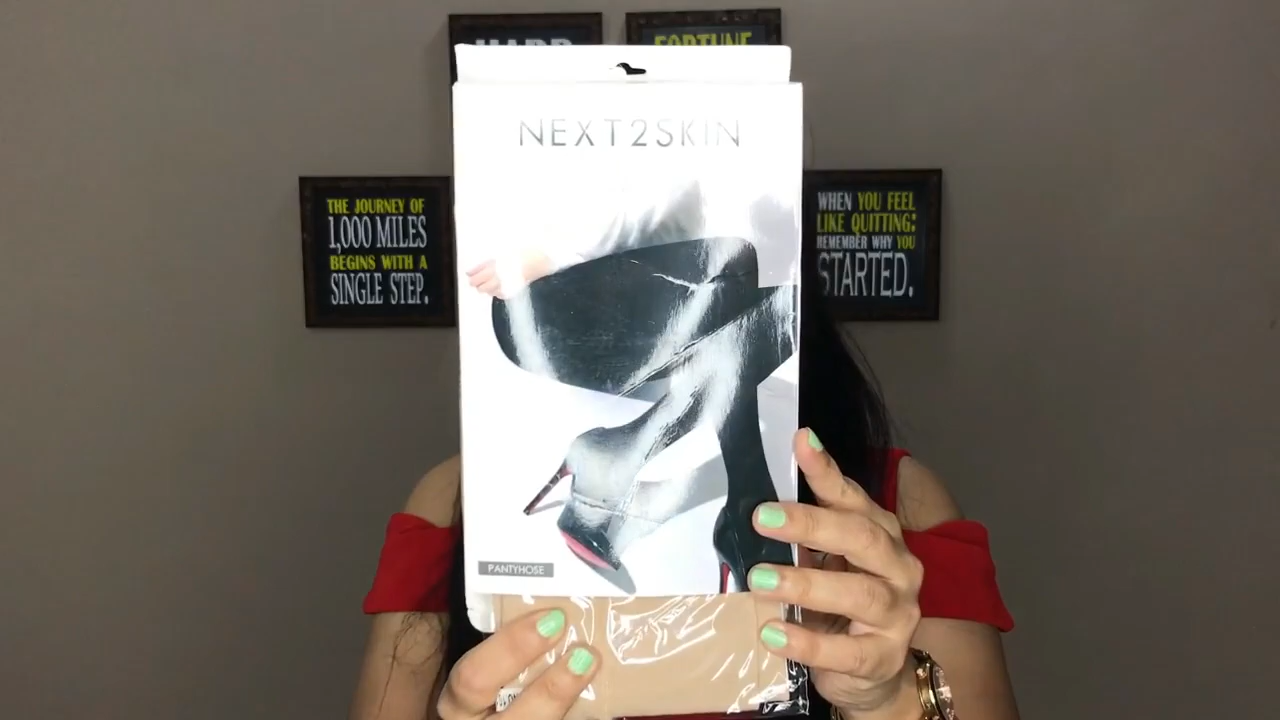 HARD
FORTUNE
NEXT2SKIN
THE JOURNEY OF
1,000 MILES
BEGINS WITH A
SINGLE STEP.
WHEN YOU FEEL
LIKE QUITTING:
REMEMBER WHY YOU
STARTED.
PANTYHOSE